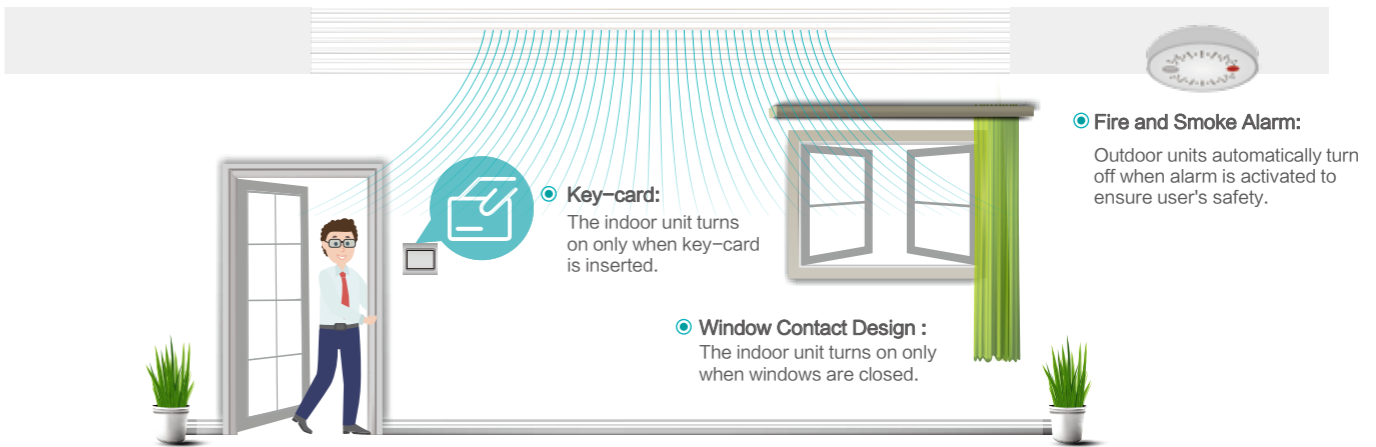 Fire and Smoke Alarm:
Outdoor units automatically turn
off when alarm is activated to
ensure user's safety.
Key-card:
The indoor unit turns
on only when key-card
is inserted.
Window Contact Design :
The indoor unit turns on only
when windows are closed.